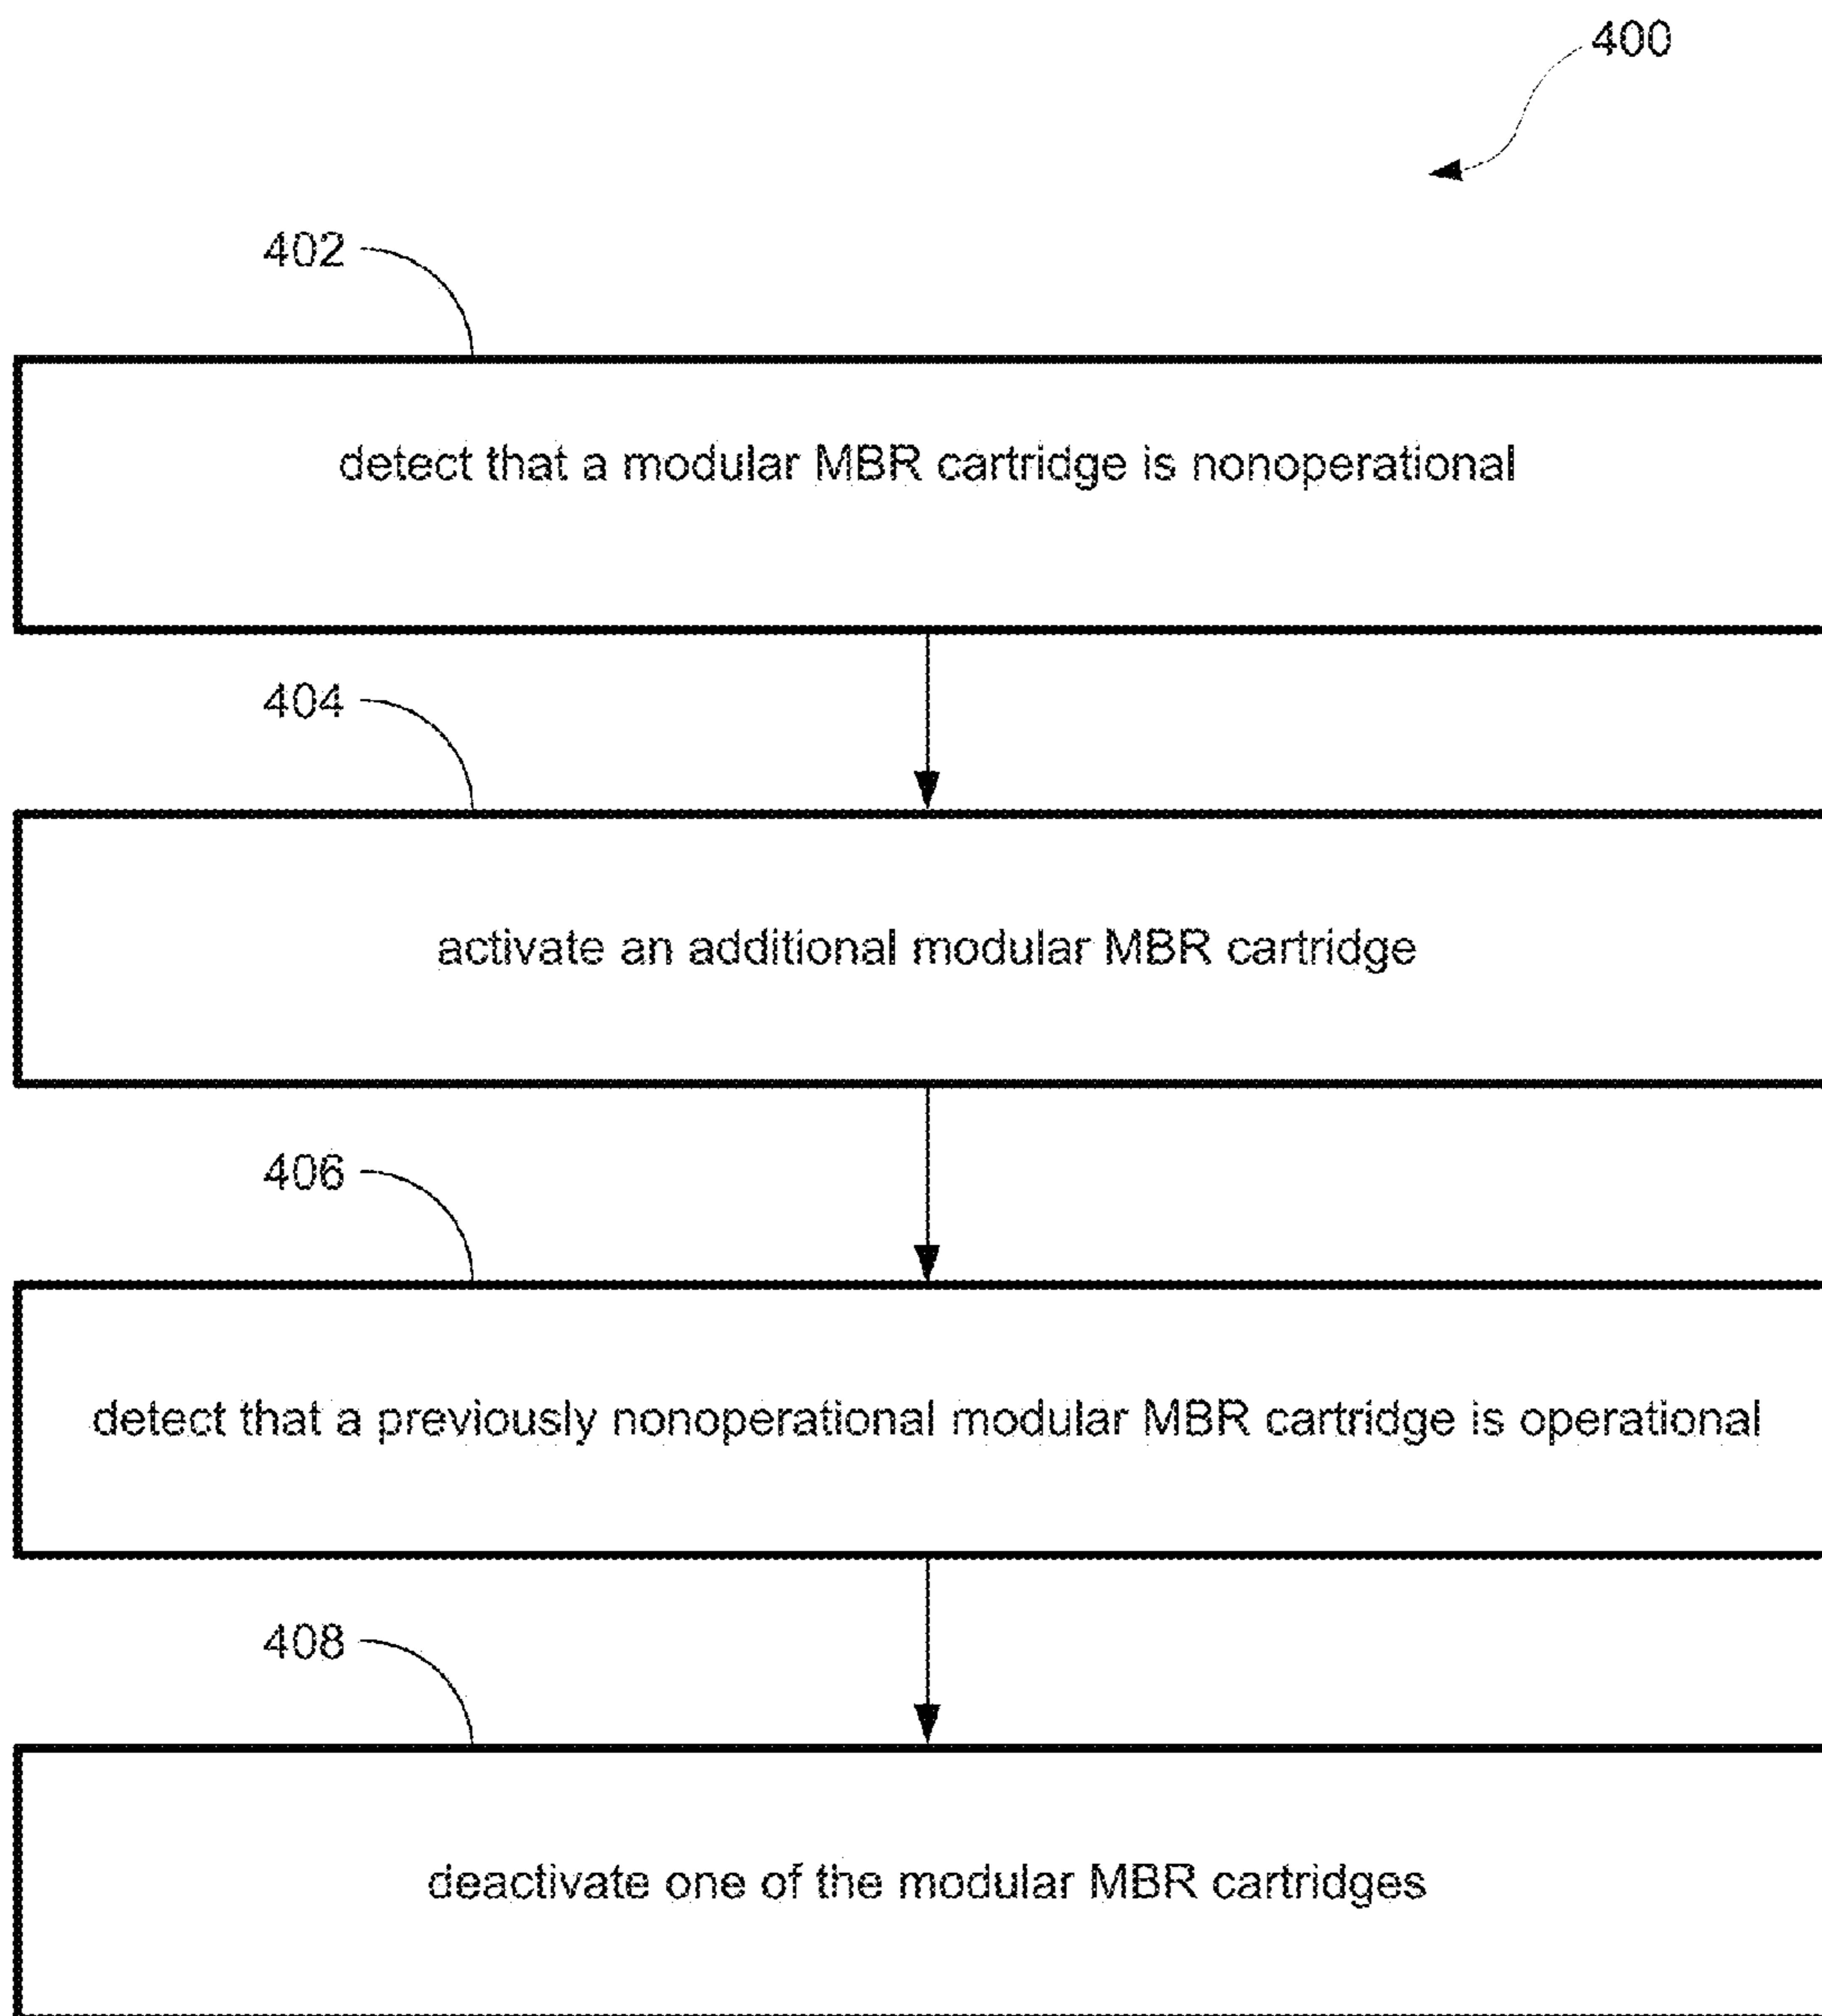 400
402
detect that a modular MBR cartridge is nonoperational
404
activate an additional modular MBR cartridge
406
detect that a previously nonoperational modular MBR cartridge is operational
408
deactivate one of the modular MBR cartridges